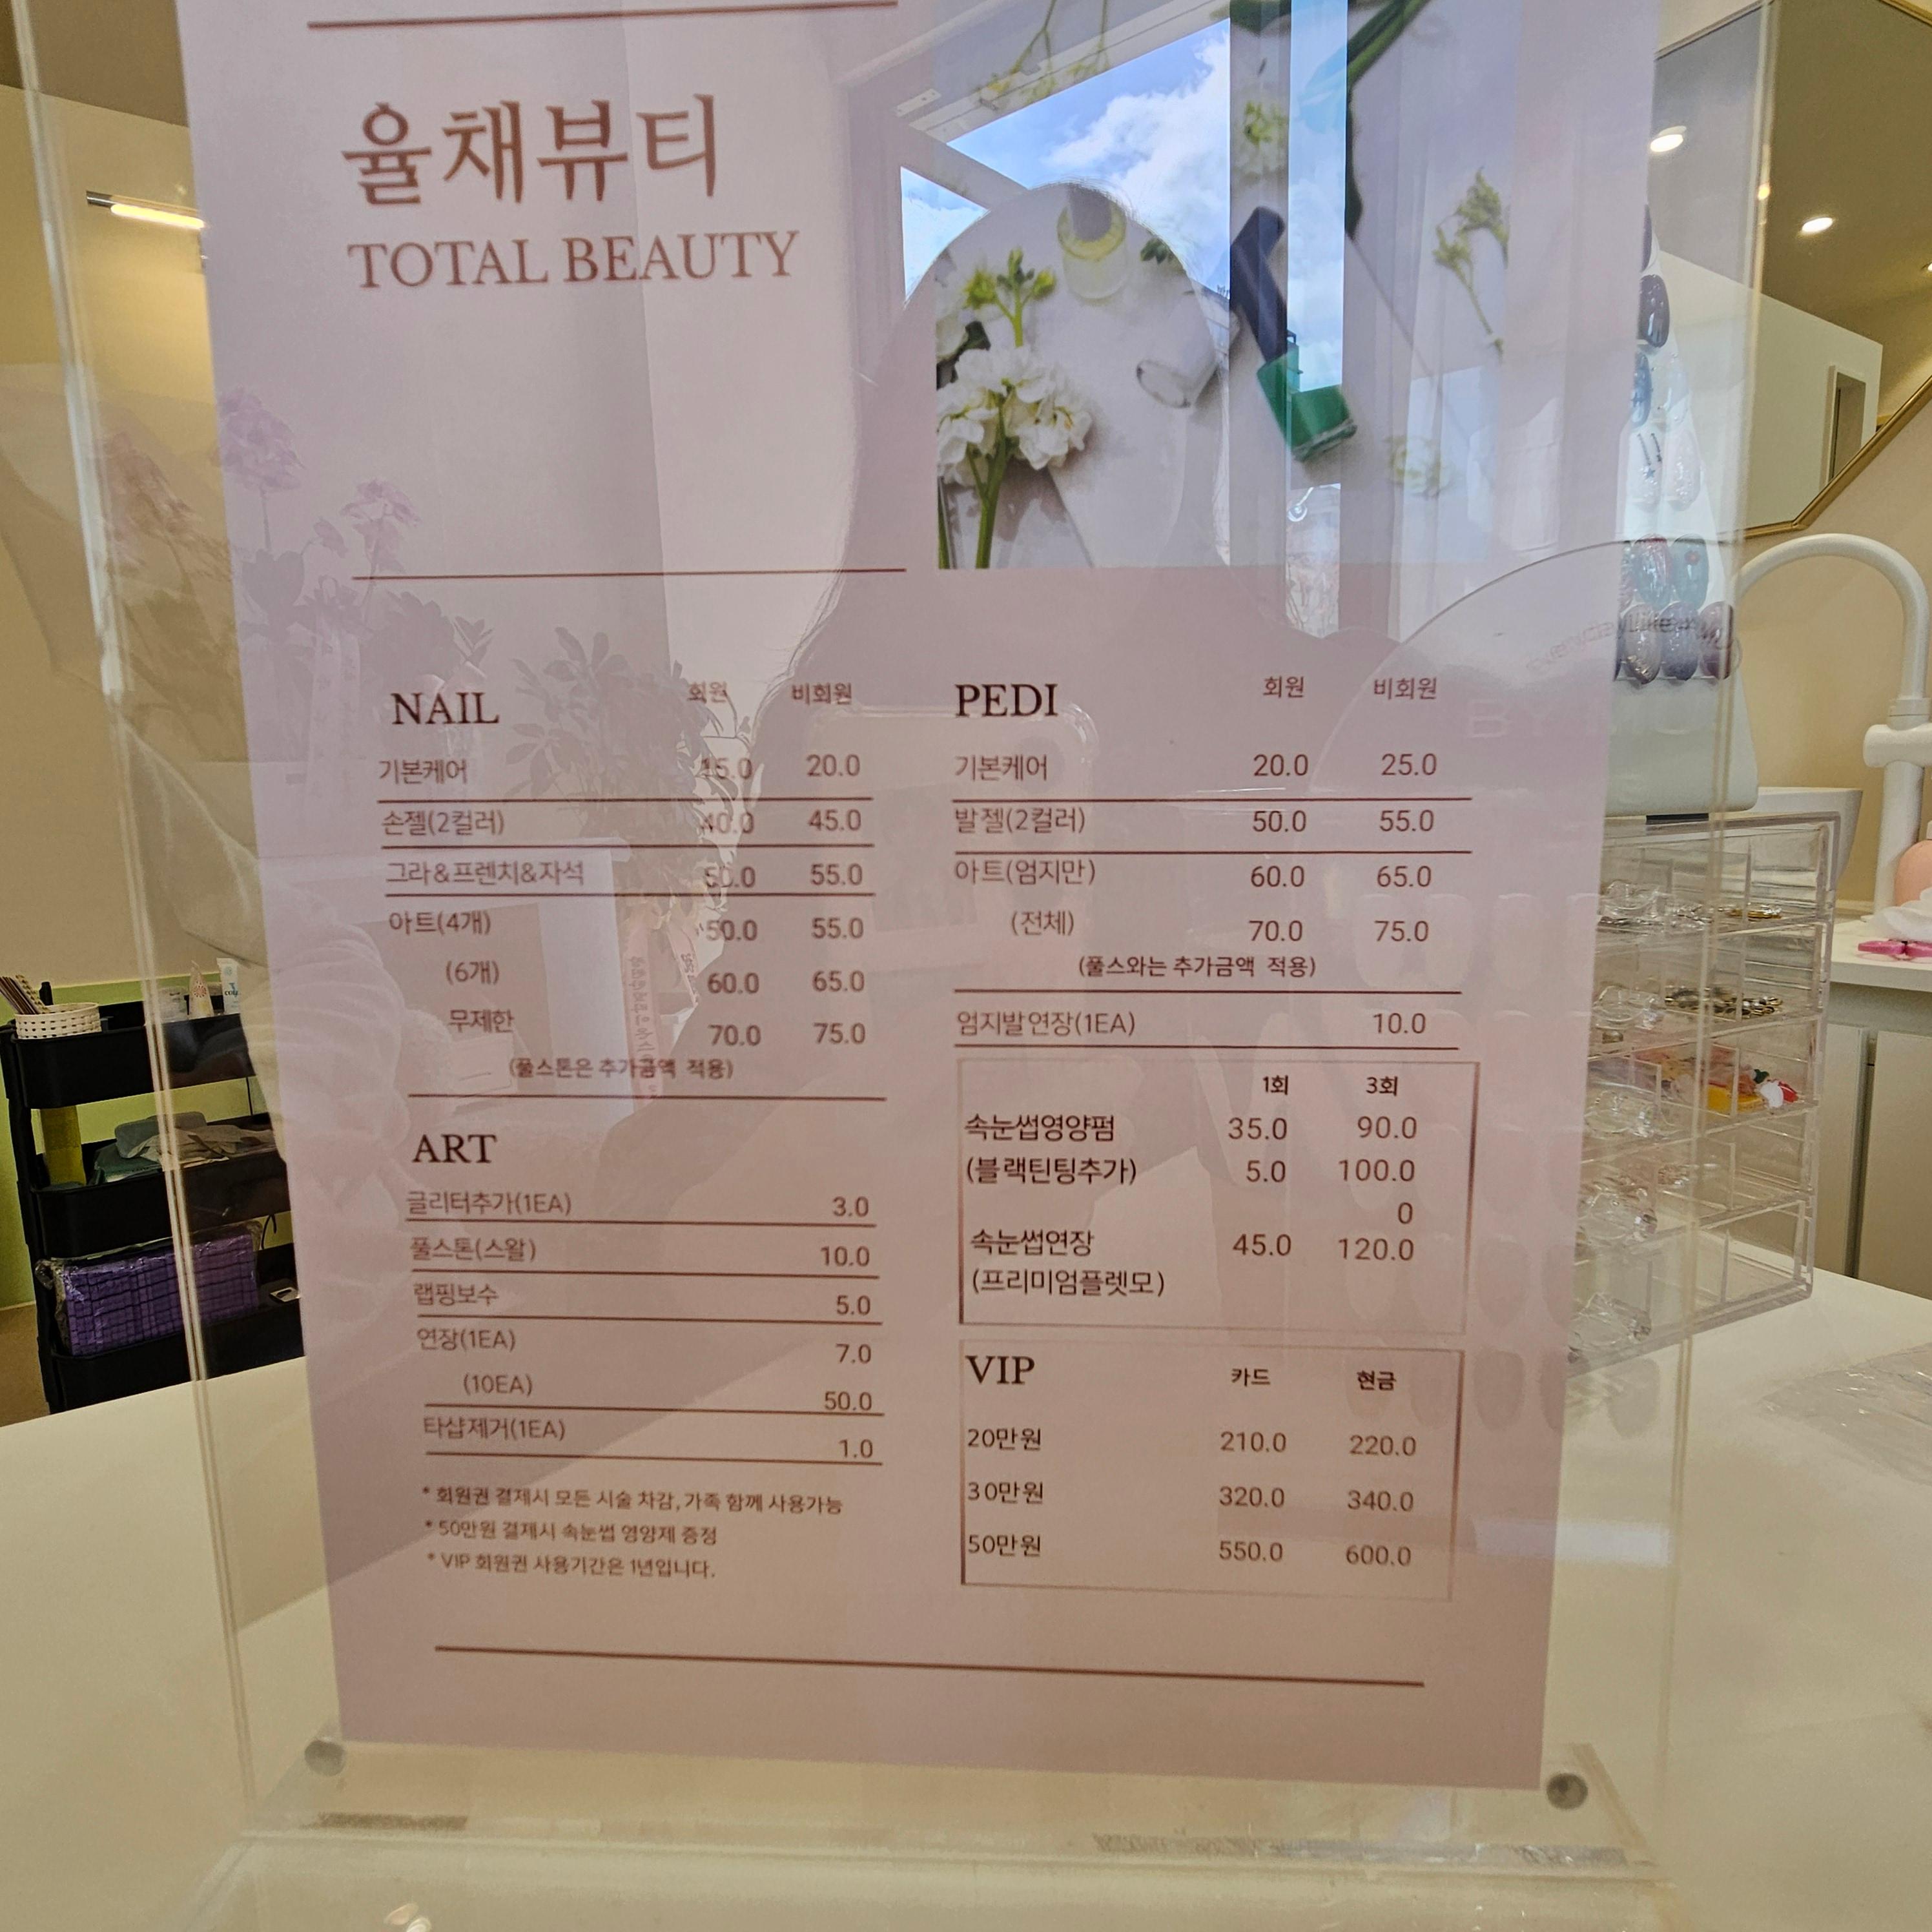 율채뷰티
TOTAL BEAUTY
NAIL 회원 비회원
기본케어 15.0 20.0
손젤(2컬러) 40.0 45.0
그라&프렌치&자석 50.0 55.0
아트(4개) 50.0 55.0
(6개) 60.0 65.0
무제한 70.0 75.0
(풀스톤은 추가금액 적용)
ART
글리터추가(1EA) 3.0
풀스톤(스왈) 10.0
랩핑보수 5.0
연장(1EA) 7.0
(10EA) 50.0
타샵제거(1EA) 1.0
* 회원권 결제시 모든 시술 차감, 가족 함께 사용가능
* 50만원 결제시 속눈썹 영양제 증정
* VIP 회원권 사용기간은 1년입니다.
PEDI 회원 비회원
기본케어 20.0 25.0
발젤(2컬러) 50.0 55.0
아트(엄지만) 60.0 65.0
(전체) 70.0 75.0
(풀스와는 추가금액 적용)
엄지발연장(1EA) 10.0
1회 3회
속눈썹영양펌 35.0 90.0
(블랙틴팅추가) 5.0 100.0
0
속눈썹연장 45.0 120.0
(프리미엄플렛모)
VIP 카드 현금
20만원 210.0 220.0
30만원 320.0 340.0
50만원 550.0 600.0